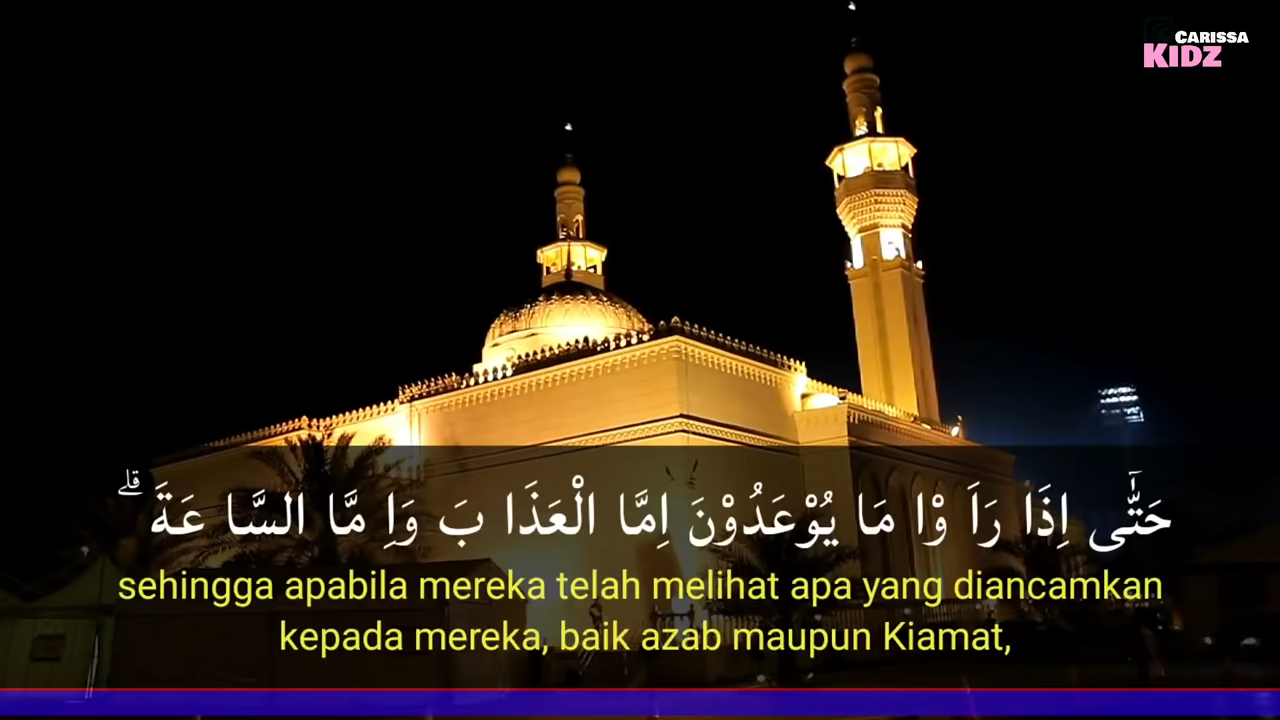 CARISSA
KIDZ
حَتّٰٓى اِذَا رَاَ وْا مَا يُوْعَدُوْنَ اِمَّا الْعَذَا بَ وَاِ مَّا السَّا عَةَ ۗ
sehingga apabila mereka telah melihat apa yang diancamkan
kepada mereka, baik azab maupun Kiamat,